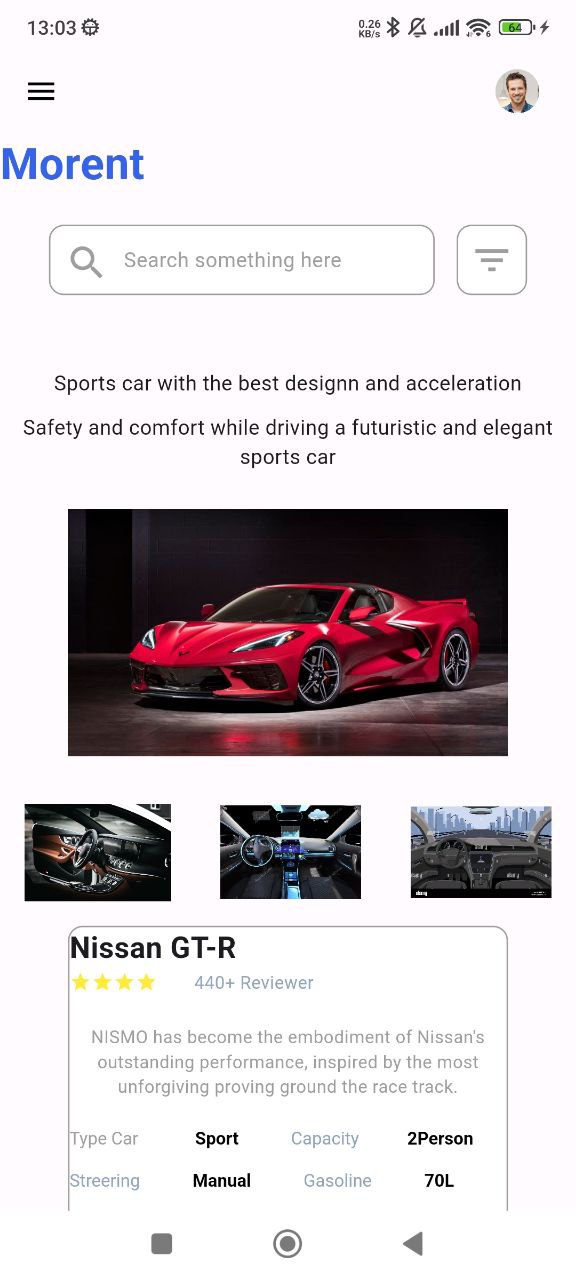 13:03
0.26
KB/s
6
64
Morent
Search something here
Sports car with the best designn and acceleration
Safety and comfort while driving a futuristic and elegant
sports car
Nissan GT-R
440+ Reviewer
NISMO has become the embodiment of Nissan's
outstanding performance, inspired by the most
unforgiving proving ground the race track.
Type Car Sport Capacity 2Person
Streering Manual Gasoline 70L